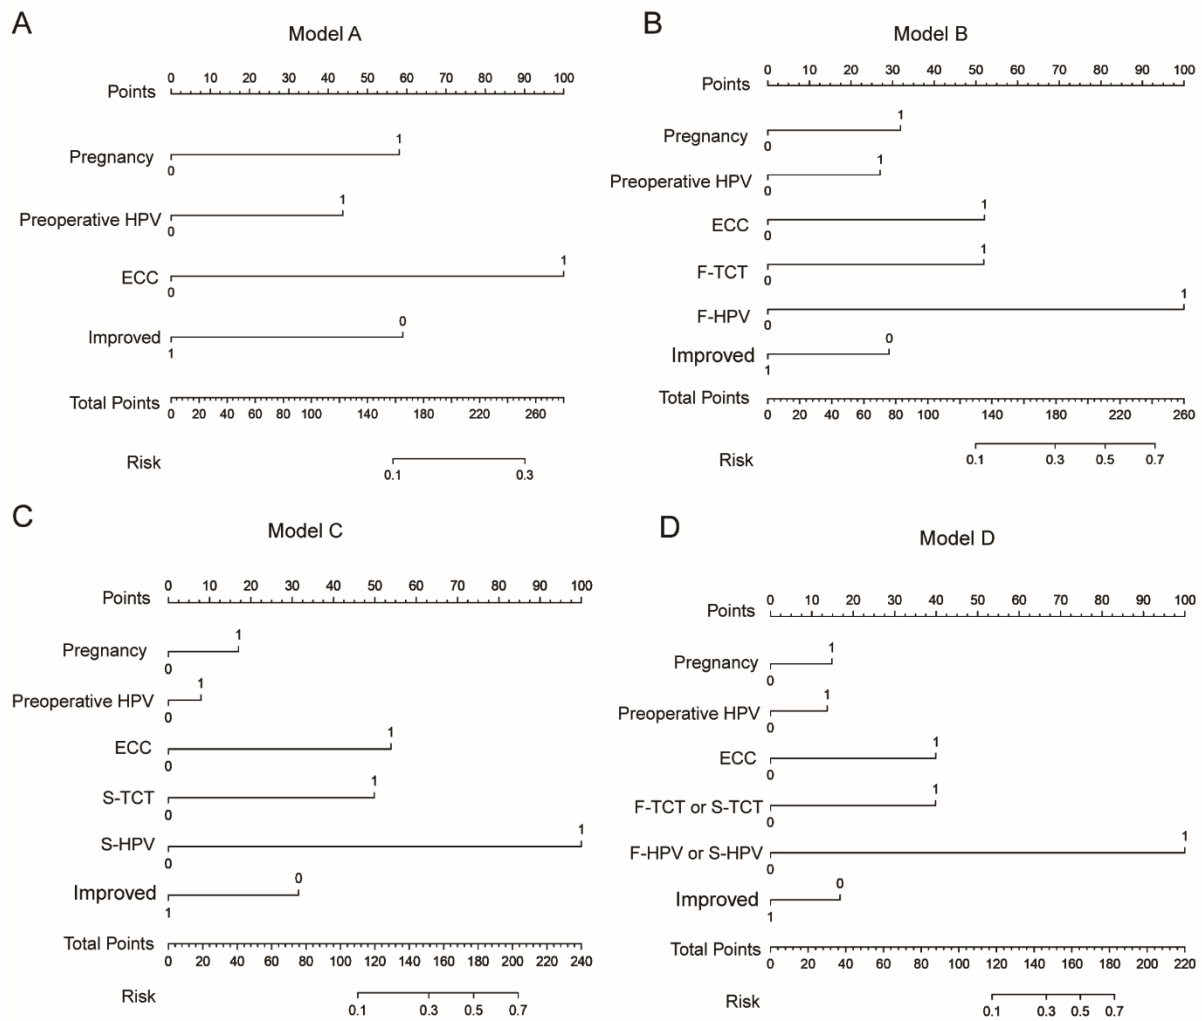 A
Model A
0 10 20 30 40 50 60 70 80 90 100
Points
1
Pregnancy
0
1
Preoperative HPV
0
1
ECC
0
0
Improved
1
Total Points
0 20 40 60 80 100 140 180 220 260
Risk
0.1 0.3
B
Model B
0 10 20 30 40 50 60 70 80 90 100
Points
1
Pregnancy
0
1
Preoperative HPV
0
1
ECC
0
1
F-TCT
0
1
F-HPV
0
0
Improved
1
Total Points
0 20 40 60 80 100 140 180 220 260
Risk
0.1 0.3 0.5 0.7
C
Model C
0 10 20 30 40 50 60 70 80 90 100
Points
1
Pregnancy
0
1
Preoperative HPV
0
1
ECC
0
1
S-TCT
0
1
S-HPV
0
0
Improved
1
Total Points
0 20 40 60 80 100 120 140 160 180 200 220 240
Risk
0.1 0.3 0.5 0.7
D
Model D
0 10 20 30 40 50 60 70 80 90 100
Points
1
Pregnancy
0
1
Preoperative HPV
0
1
ECC
0
1
F-TCT or S-TCT
0
1
F-HPV or S-HPV
0
0
Improved
1
Total Points
0 20 40 60 80 100 120 140 160 180 200 220
Risk
0.1 0.3 0.5 0.7